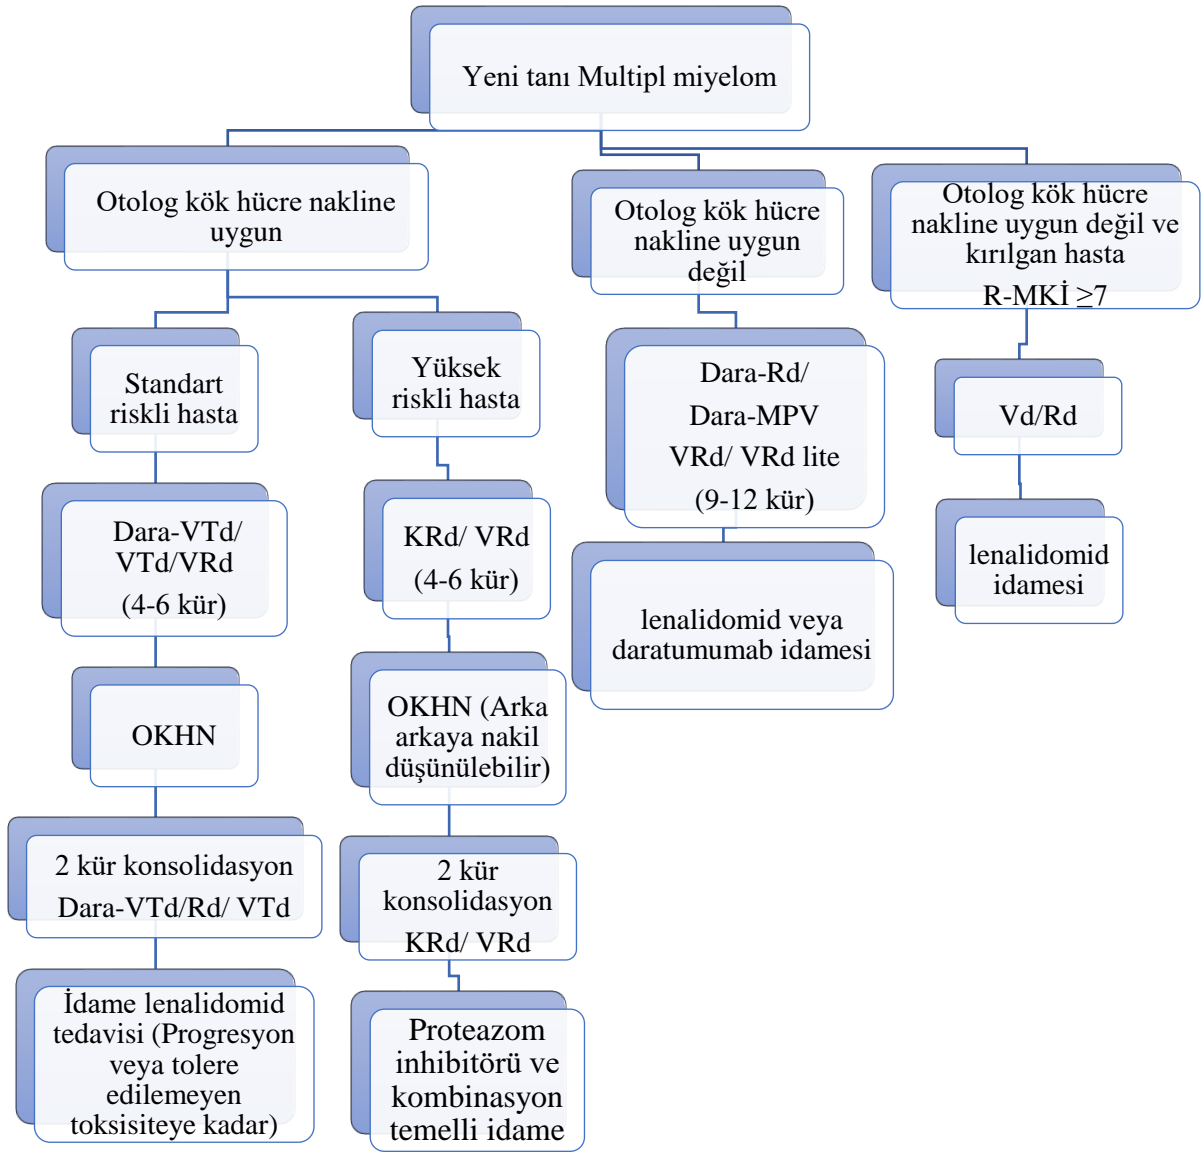 Yeni tanı Multipl miyelom
Otolog kök hücre nakline
uygun
Otolog kök hücre
nakline uygun
değil
Otolog kök hücre
nakline uygun değil ve
kırılgan hasta
R-MKİ ≥7
Standart
riskli hasta
Yüksek
riskli hasta
Dara-Rd/
Dara-MPV
VRd/ VRd lite
(9-12 kür)
Vd/Rd
Dara-VTd/
VTd/VRd
(4-6 kür)
KRd/ VRd
(4-6 kür)
lenalidomid veya
daratumumab idamesi
lenalidomid
idamesi
OKHN
OKHN (Arka
arkaya nakil
düşünülebilir)
2 kür konsolidasyon
Dara-VTd/Rd/ VTd
2 kür
konsolidasyon
KRd/ VRd
İdame lenalidomid
tedavisi (Progresyon
veya tolere
edilemeyen
toksisiteye kadar)
Proteazom
inhibitörü ve
kombinasyon
temelli idame